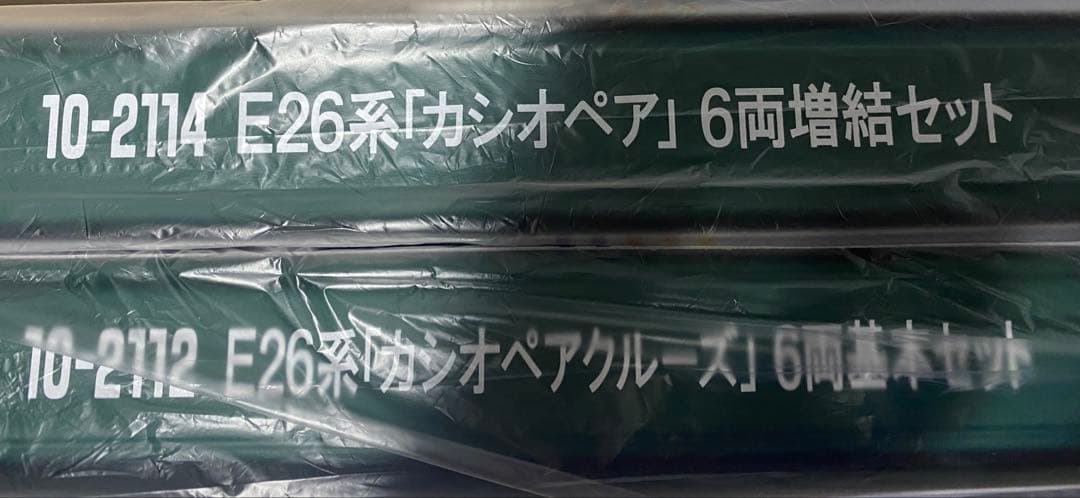 10-2114 E26系「カシオペア」 6両増結セット
10-2112 E26系「カシオペアクルーズ」 6両基本セット